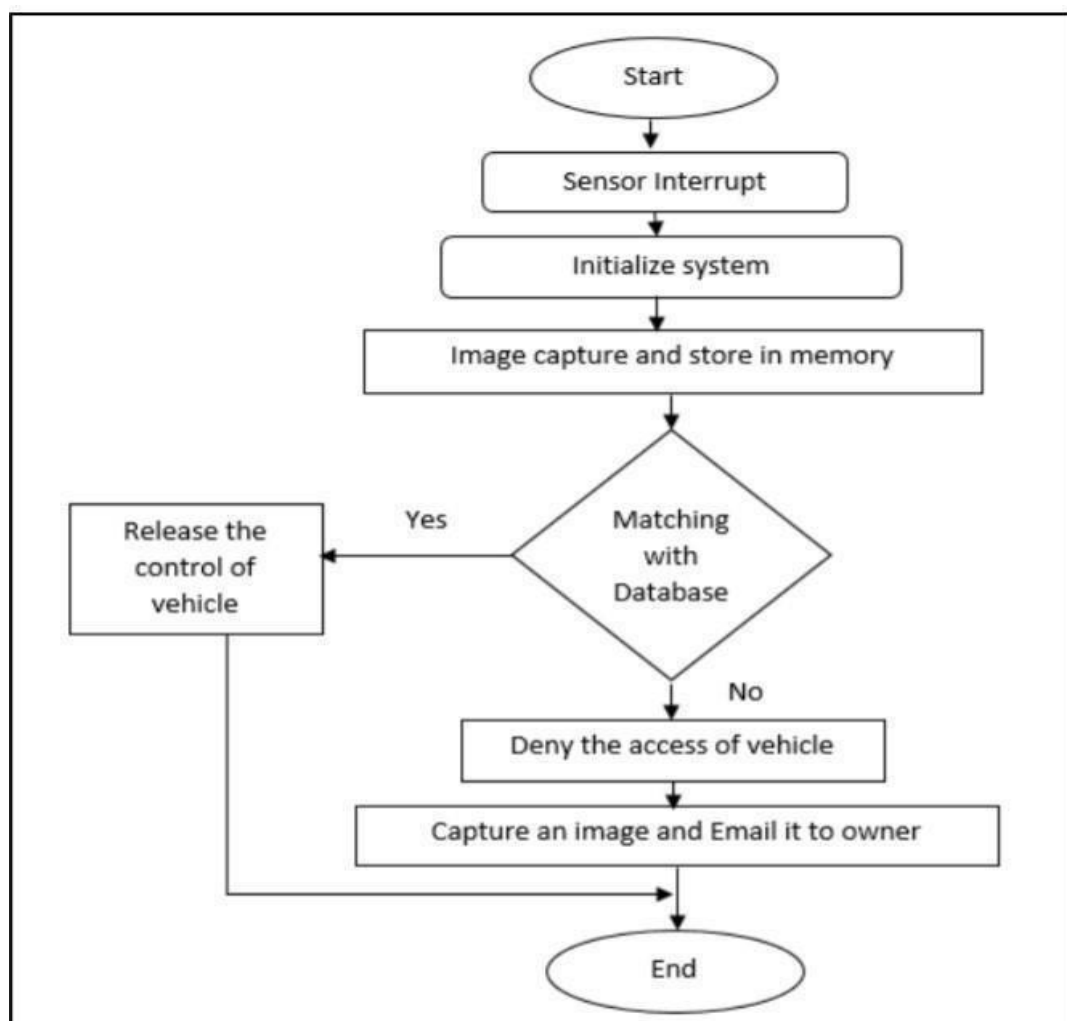 Start
Sensor Interrupt
Initialize system
Image capture and store in memory
Matching
with
Database
Yes
Release the
control of
vehicle
No
Deny the access of vehicle
Capture an image and Email it to owner
End